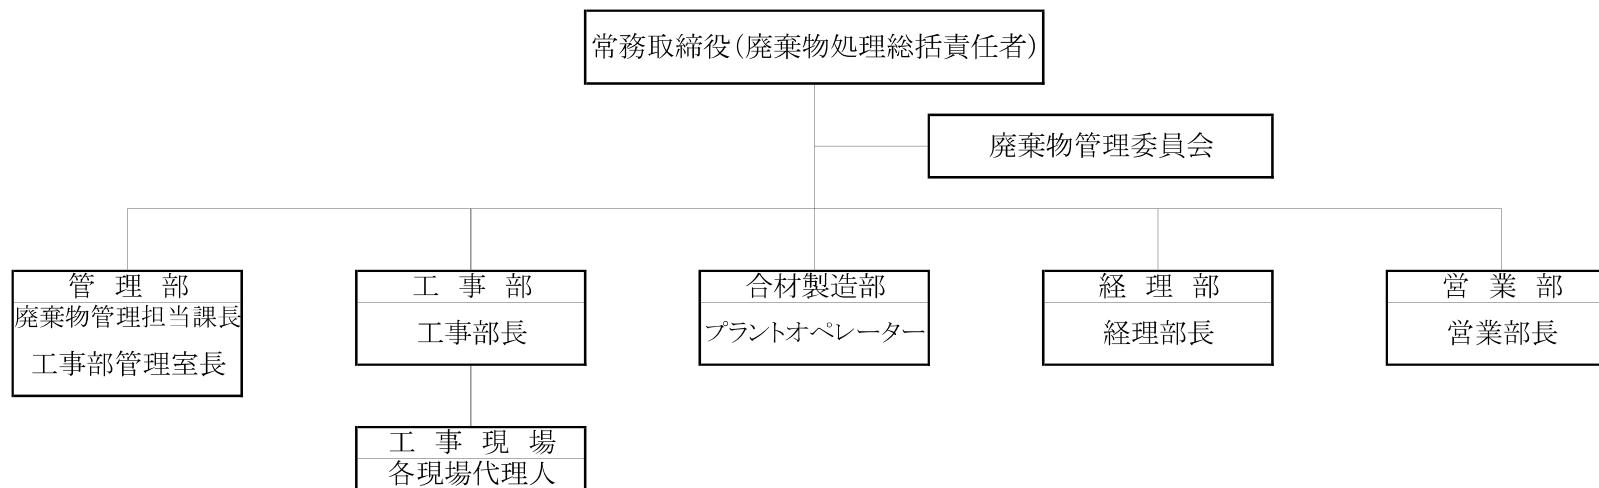 常務取締役（廃棄物処理総括責任者）
廃棄物管理委員会
管理部
廃棄物管理担当課長
工事部管理室長
工事部
工事部長
合材製造部
プラントオペレーター
経理部
経理部長
営業部
営業部長
工事現場
各現場代理人